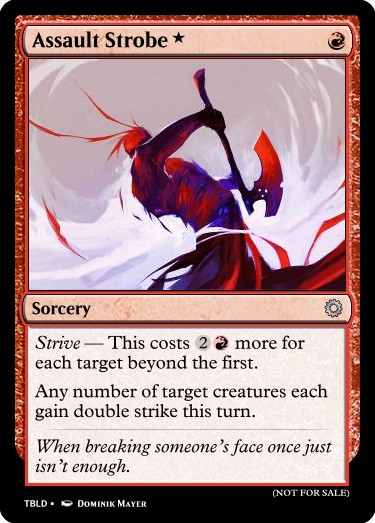 Assault Strobe ★
Sorcery
Strive — This costs 2 more for
each target beyond the first.
Any number of target creatures each
gain double strike this turn.
When breaking someone's face once just
isn't enough.
(NOT FOR SALE)
TBLD • Dominik Mayer